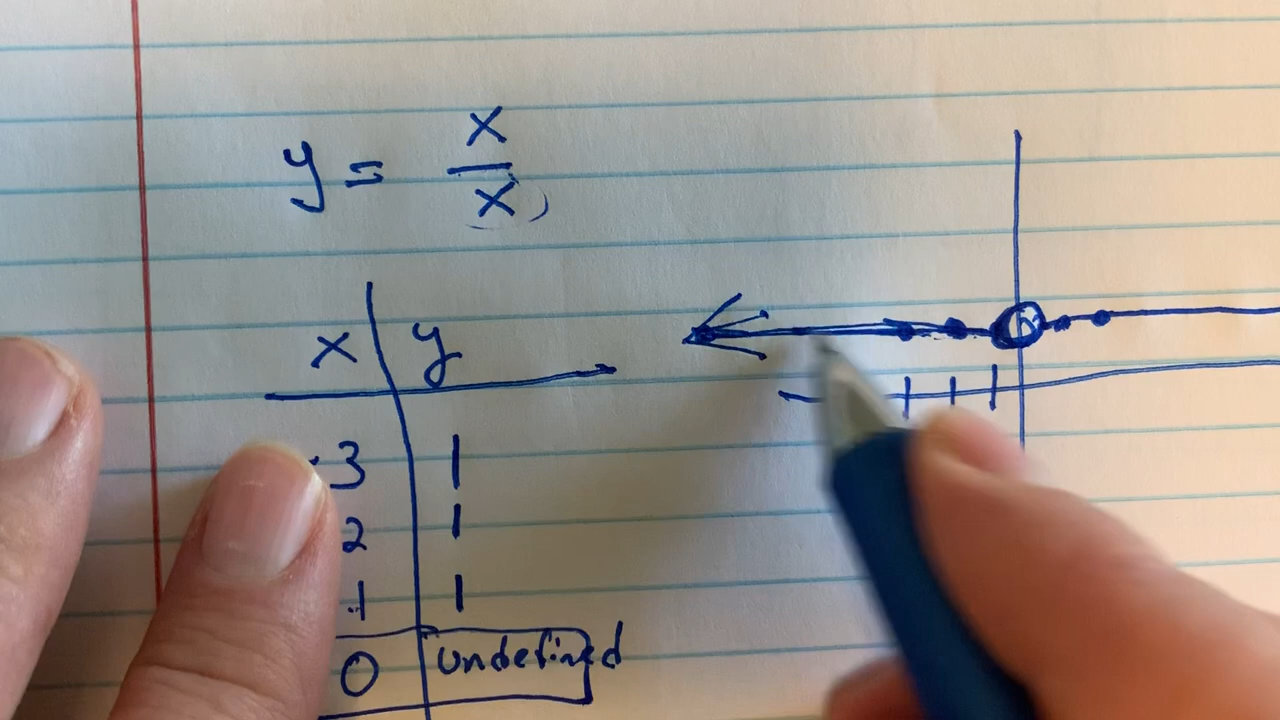 y = x/x
x y
-3 1
2 1
-1 1
0 undefined